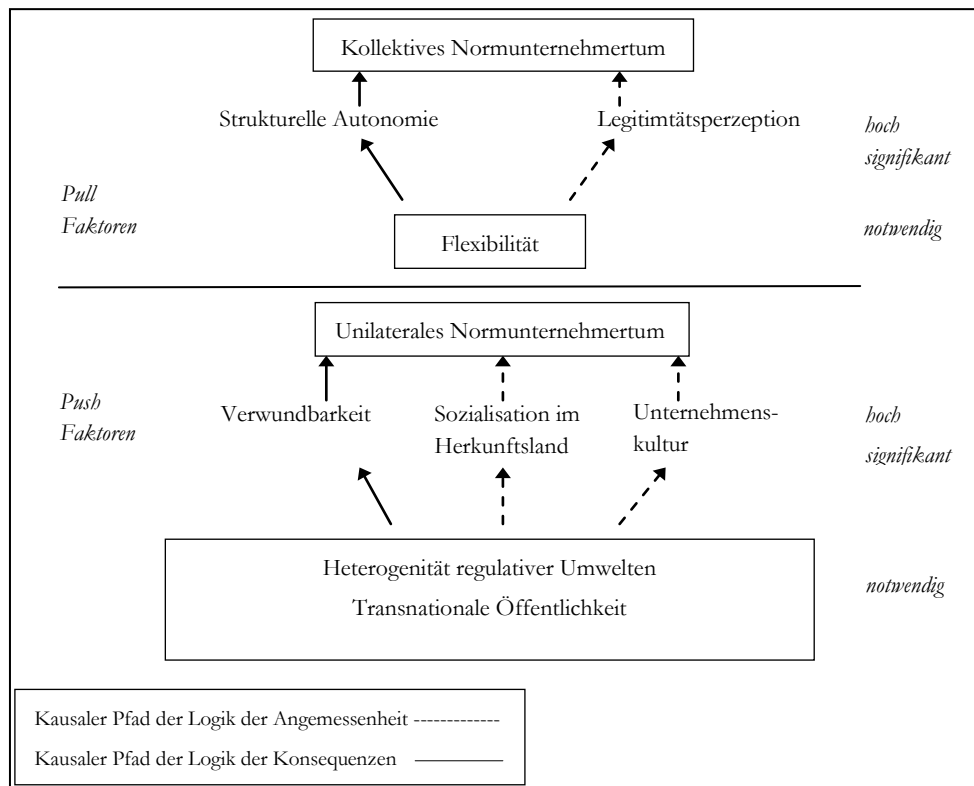 Kollektives Normunternehmertum
Strukturelle Autonomie
Legitimtätsperzeption
hoch
signifikant
Pull
Faktoren
notwendig
Flexibilität
Unilaterales Normunternehmertum
Push
Faktoren
Verwundbarkeit
Sozialisation im
Herkunftsland
Unternehmens-
kultur
hoch
signifikant
Heterogenität regulativer Umwelten
Transnationale Öffentlichkeit
notwendig
Kausaler Pfad der Logik der Angemessenheit -------------
Kausaler Pfad der Logik der Konsequenzen